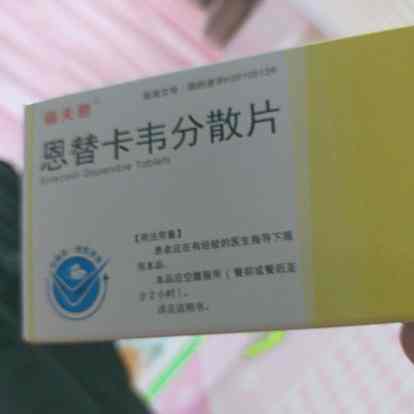 恩替卡韦分散片
Entecavir Dispersible Tablets
【用法用量】
患者应在有经验的医生指导下服
用本品。
本品应空腹服用(餐前或餐后至
少2小时)。
详见说明书。